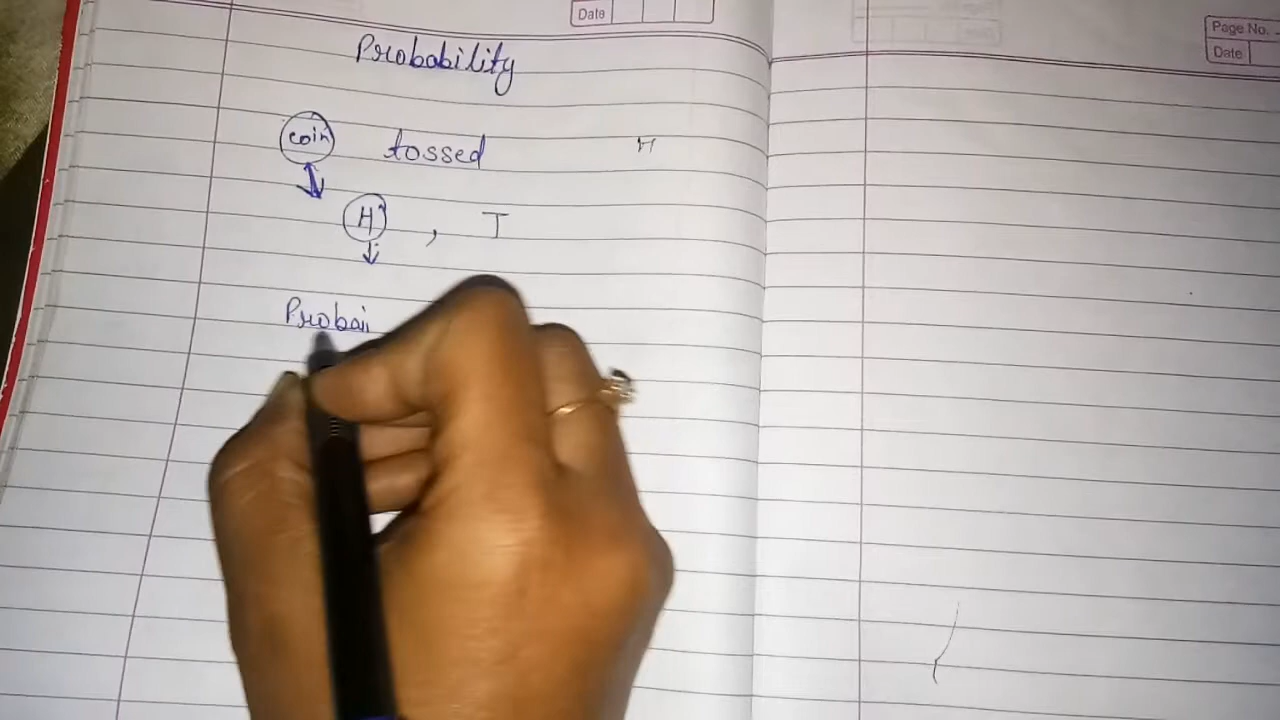 Date
Page No.
Date
Probability
coin tossed H
H , T
Probai